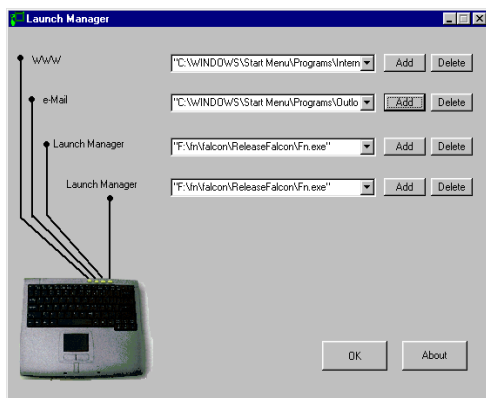 Launch Manager
WWW "C:\WINDOWS\Start Menu\Programs\Intern Add Delete
e-Mail "C:\WINDOWS\Start Menu\Programs\Outlo Add Delete
Launch Manager "F:\fn\falcon\ReleaseFalcon\Fn.exe" Add Delete
Launch Manager "F:\fn\falcon\ReleaseFalcon\Fn.exe" Add Delete
OK About